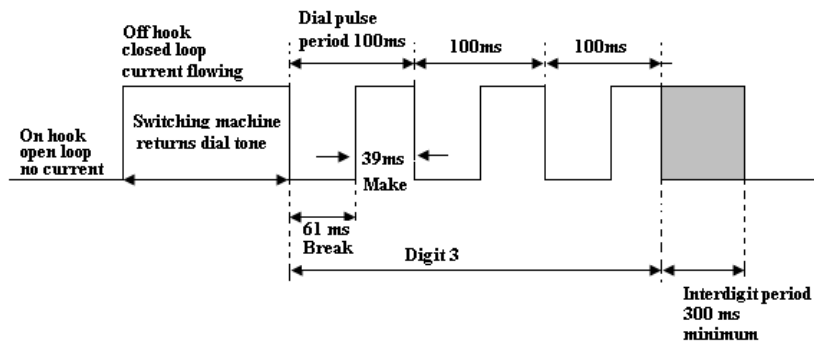 Off hook
closed loop
current flowing
Dial pulse
period 100ms
100ms
100ms
On hook
open loop
no current
Switching machine
returns dial tone
39ms
Make
61 ms
Break
Digit 3
Interdigit period
300 ms
minimum